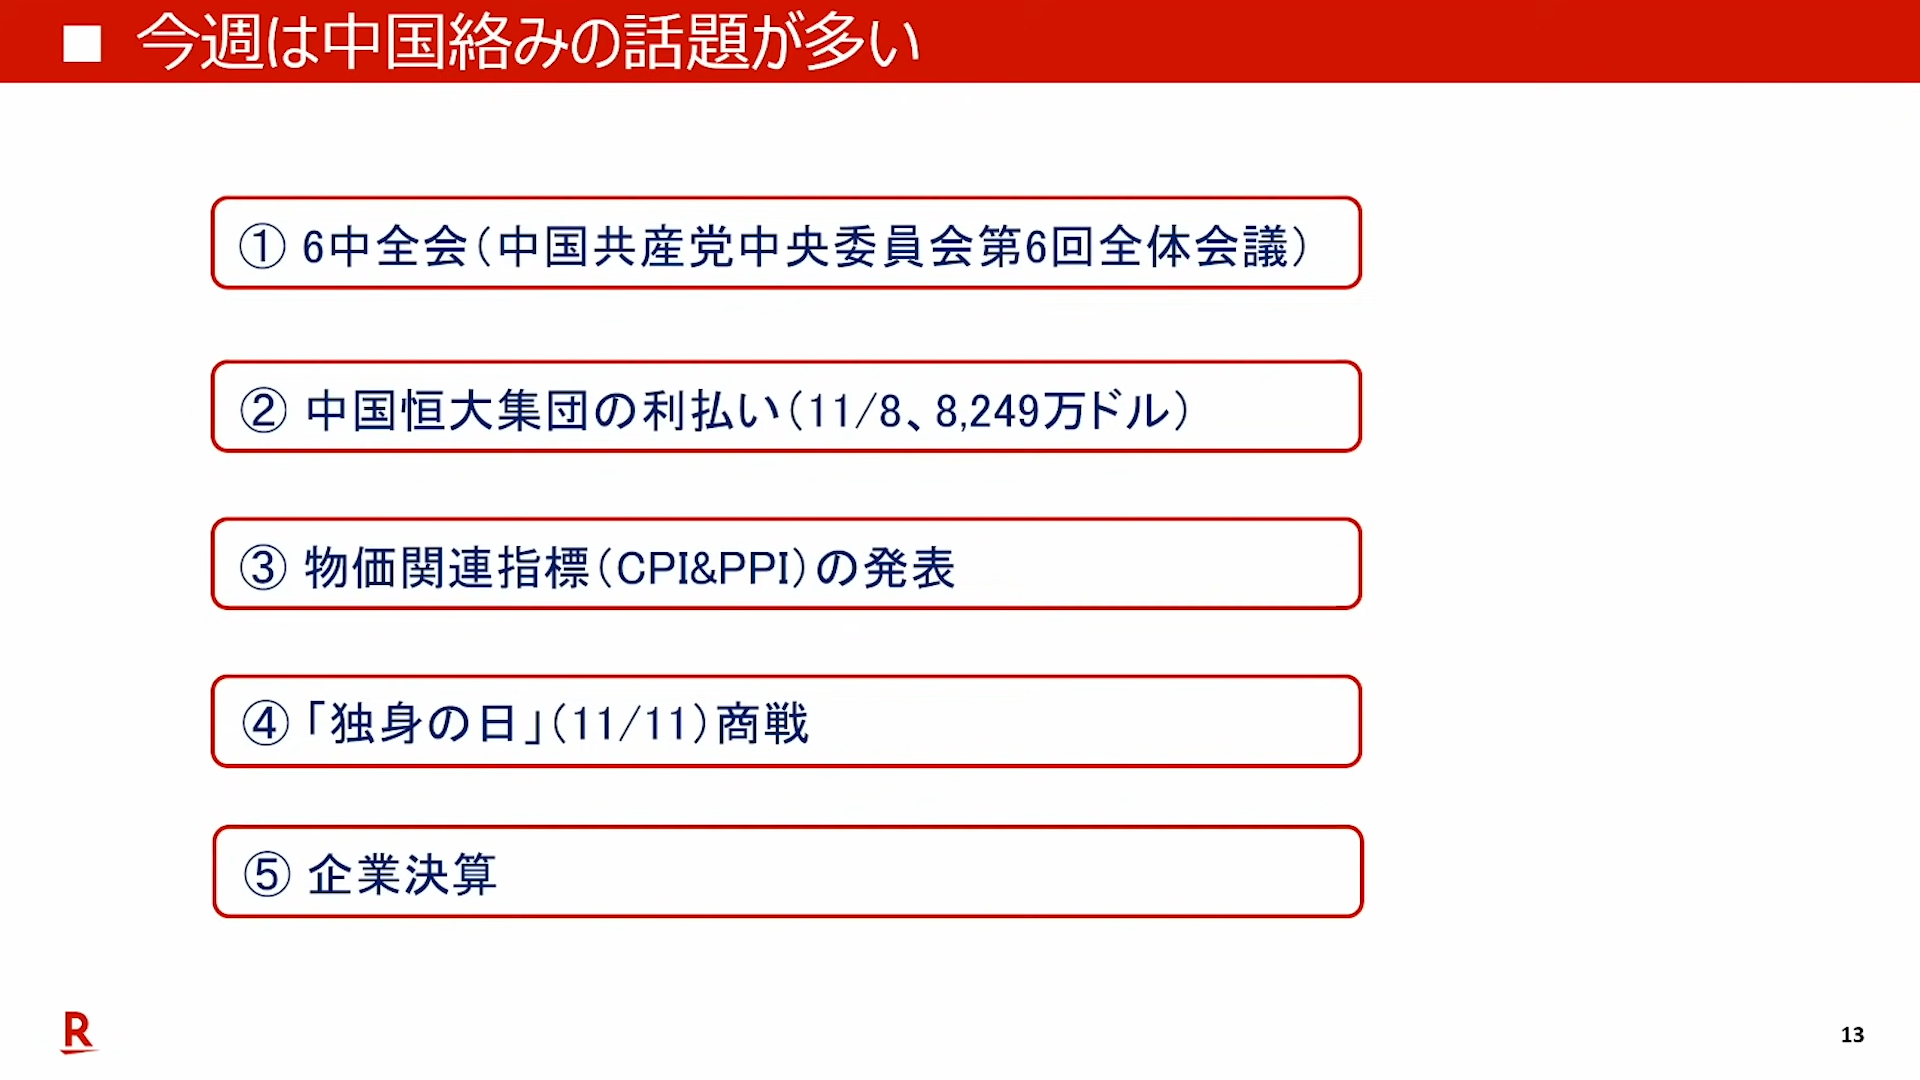 ■ 今週は中国絡みの話題が多い
① 6中全会（中国共産党中央委員会第6回全体会議）
② 中国恒大集団の利払い（11/8、8,249万ドル）
③ 物価関連指標（CPI&PPI）の発表
④ 「独身の日」（11/11）商戦
⑤ 企業決算
R
13